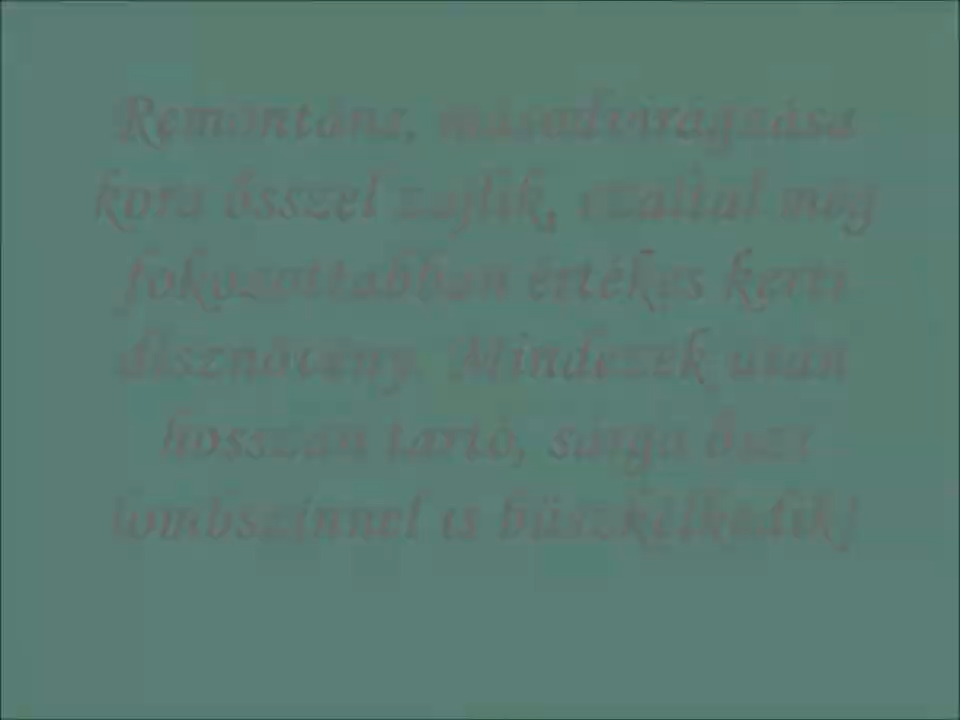 Remontáns, másodvirágzása
kora ősszel zajlik, ezáltal még
fokozottabban értékes kerti
dísznövény. Mindezek után
hosszan tartó, sárga őszi
lombszínnel is büszkélkedik!